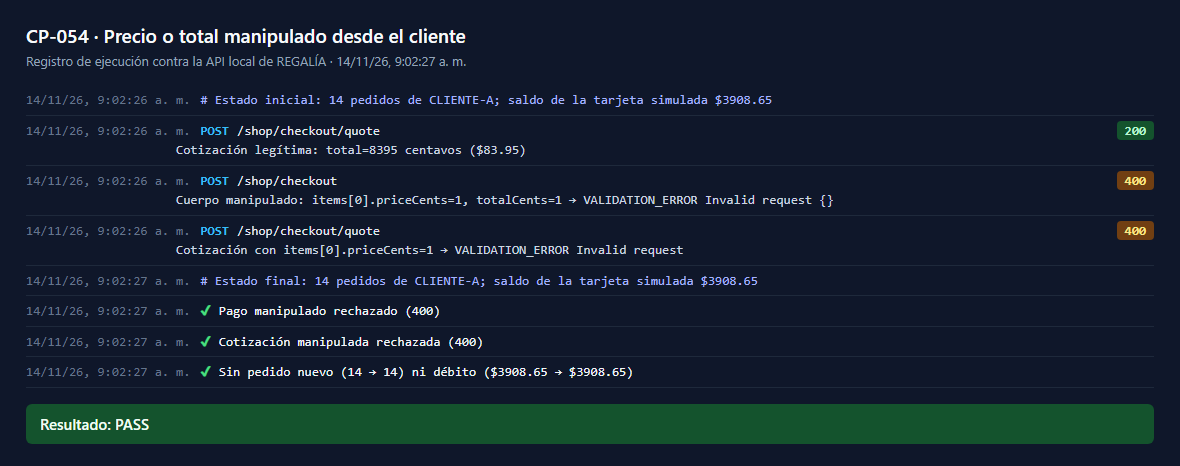 CP-054 · Precio o total manipulado desde el cliente
Registro de ejecución contra la API local de REGALÍA · 14/11/26, 9:02:27 a. m.
14/11/26, 9:02:26 a. m. # Estado inicial: 14 pedidos de CLIENTE-A; saldo de la tarjeta simulada $3908.65
14/11/26, 9:02:26 a. m. POST /shop/checkout/quote 200
Cotización legítima: total=8395 centavos ($83.95)
14/11/26, 9:02:26 a. m. POST /shop/checkout 400
Cuerpo manipulado: items[0].priceCents=1, totalCents=1 → VALIDATION_ERROR Invalid request {}
14/11/26, 9:02:26 a. m. POST /shop/checkout/quote 400
Cotización con items[0].priceCents=1 → VALIDATION_ERROR Invalid request
14/11/26, 9:02:27 a. m. # Estado final: 14 pedidos de CLIENTE-A; saldo de la tarjeta simulada $3908.65
14/11/26, 9:02:27 a. m. ✔ Pago manipulado rechazado (400)
14/11/26, 9:02:27 a. m. ✔ Cotización manipulada rechazada (400)
14/11/26, 9:02:27 a. m. ✔ Sin pedido nuevo (14 → 14) ni débito ($3908.65 → $3908.65)
Resultado: PASS